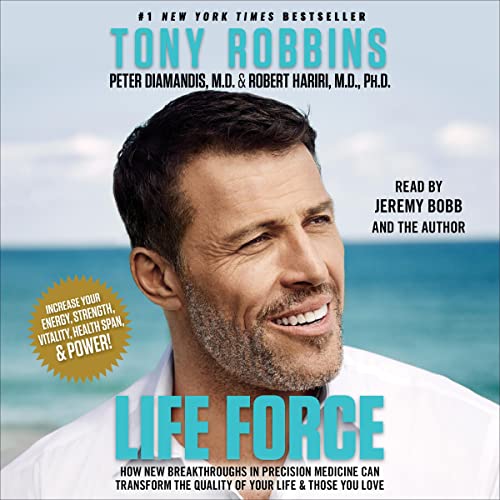 #1 NEW YORK TIMES BESTSELLER
TONY ROBBINS
PETER DIAMANDIS, M.D. & ROBERT HARIRI, M.D., PH.D.
READ BY
JEREMY BOBB
AND THE AUTHOR
INCREASE YOUR
ENERGY, STRENGTH,
VITALITY, HEALTH SPAN,
& POWER!
LIFE FORCE
HOW NEW BREAKTHROUGHS IN PRECISION MEDICINE CAN
TRANSFORM THE QUALITY OF YOUR LIFE & THOSE YOU LOVE